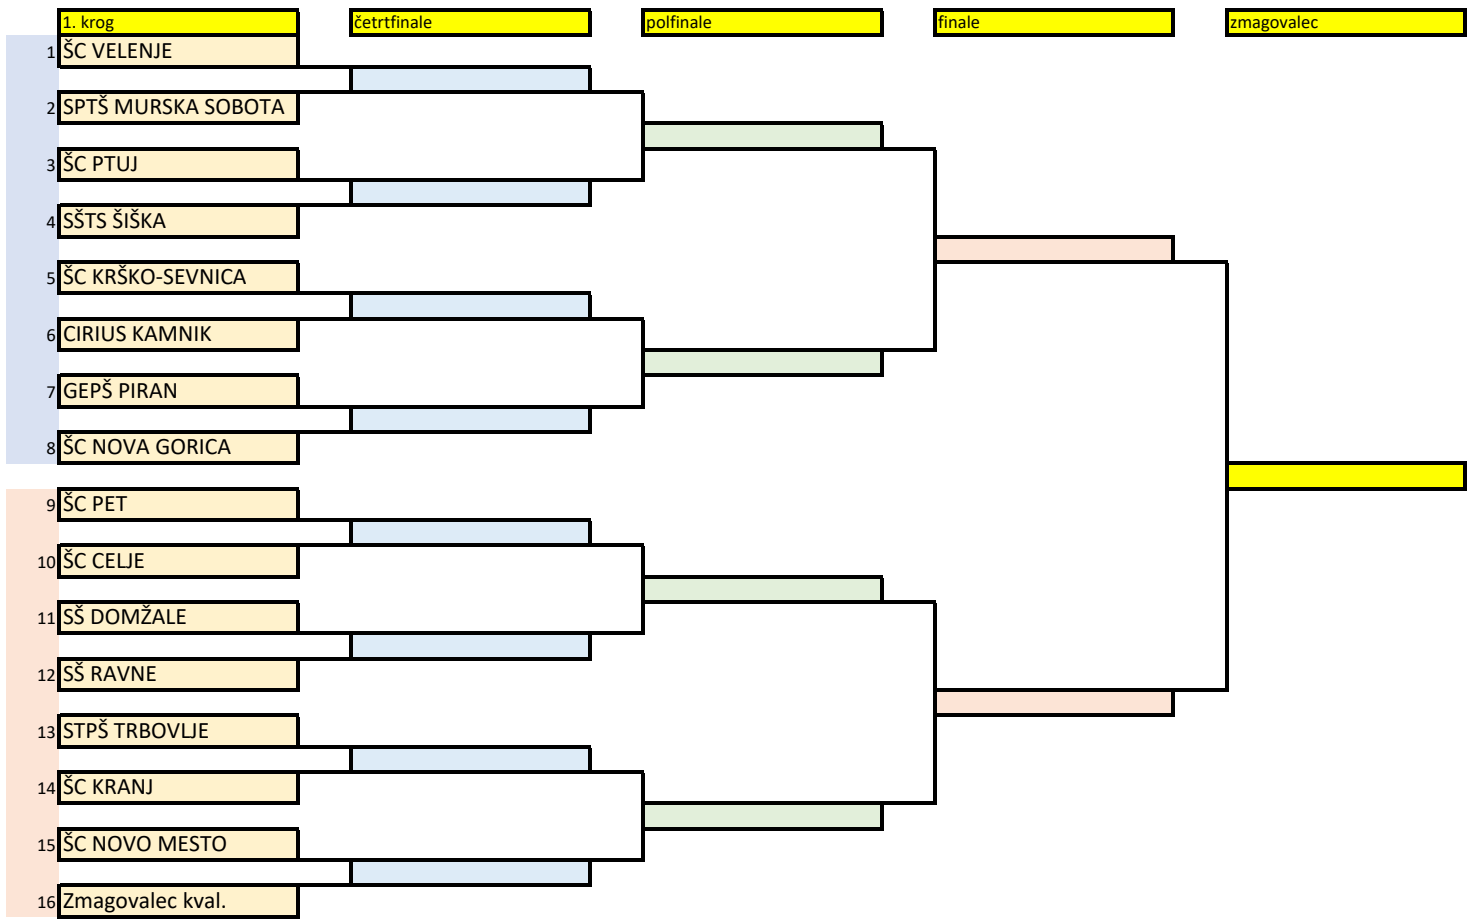 1. krog četrtfinale polfinale finale zmagovalec
1 ŠC VELENJE
2 SPTŠ MURSKA SOBOTA
3 ŠC PTUJ
4 SŠTS ŠIŠKA
5 ŠC KRŠKO-SEVNICA
6 CIRIUS KAMNIK
7 GEPŠ PIRAN
8 ŠC NOVA GORICA
9 ŠC PET
10 ŠC CELJE
11 SŠ DOMŽALE
12 SŠ RAVNE
13 STPŠ TRBOVLJE
14 ŠC KRANJ
15 ŠC NOVO MESTO
16 Zmagovalec kval.